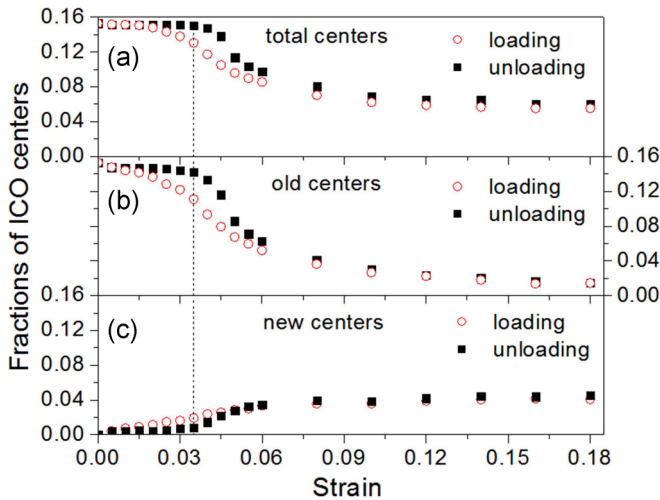 0.16
(a)
total centers
loading
unloading
0.12
0.08
0.04
0.00
0.16
(b)
old centers
loading
unloading
0.12
0.08
0.04
0.00
0.16
(c)
new centers
loading
unloading
0.12
0.08
0.04
0.00
0.00 0.03 0.06 0.09 0.12 0.15 0.18
Strain
Fractions of ICO centers